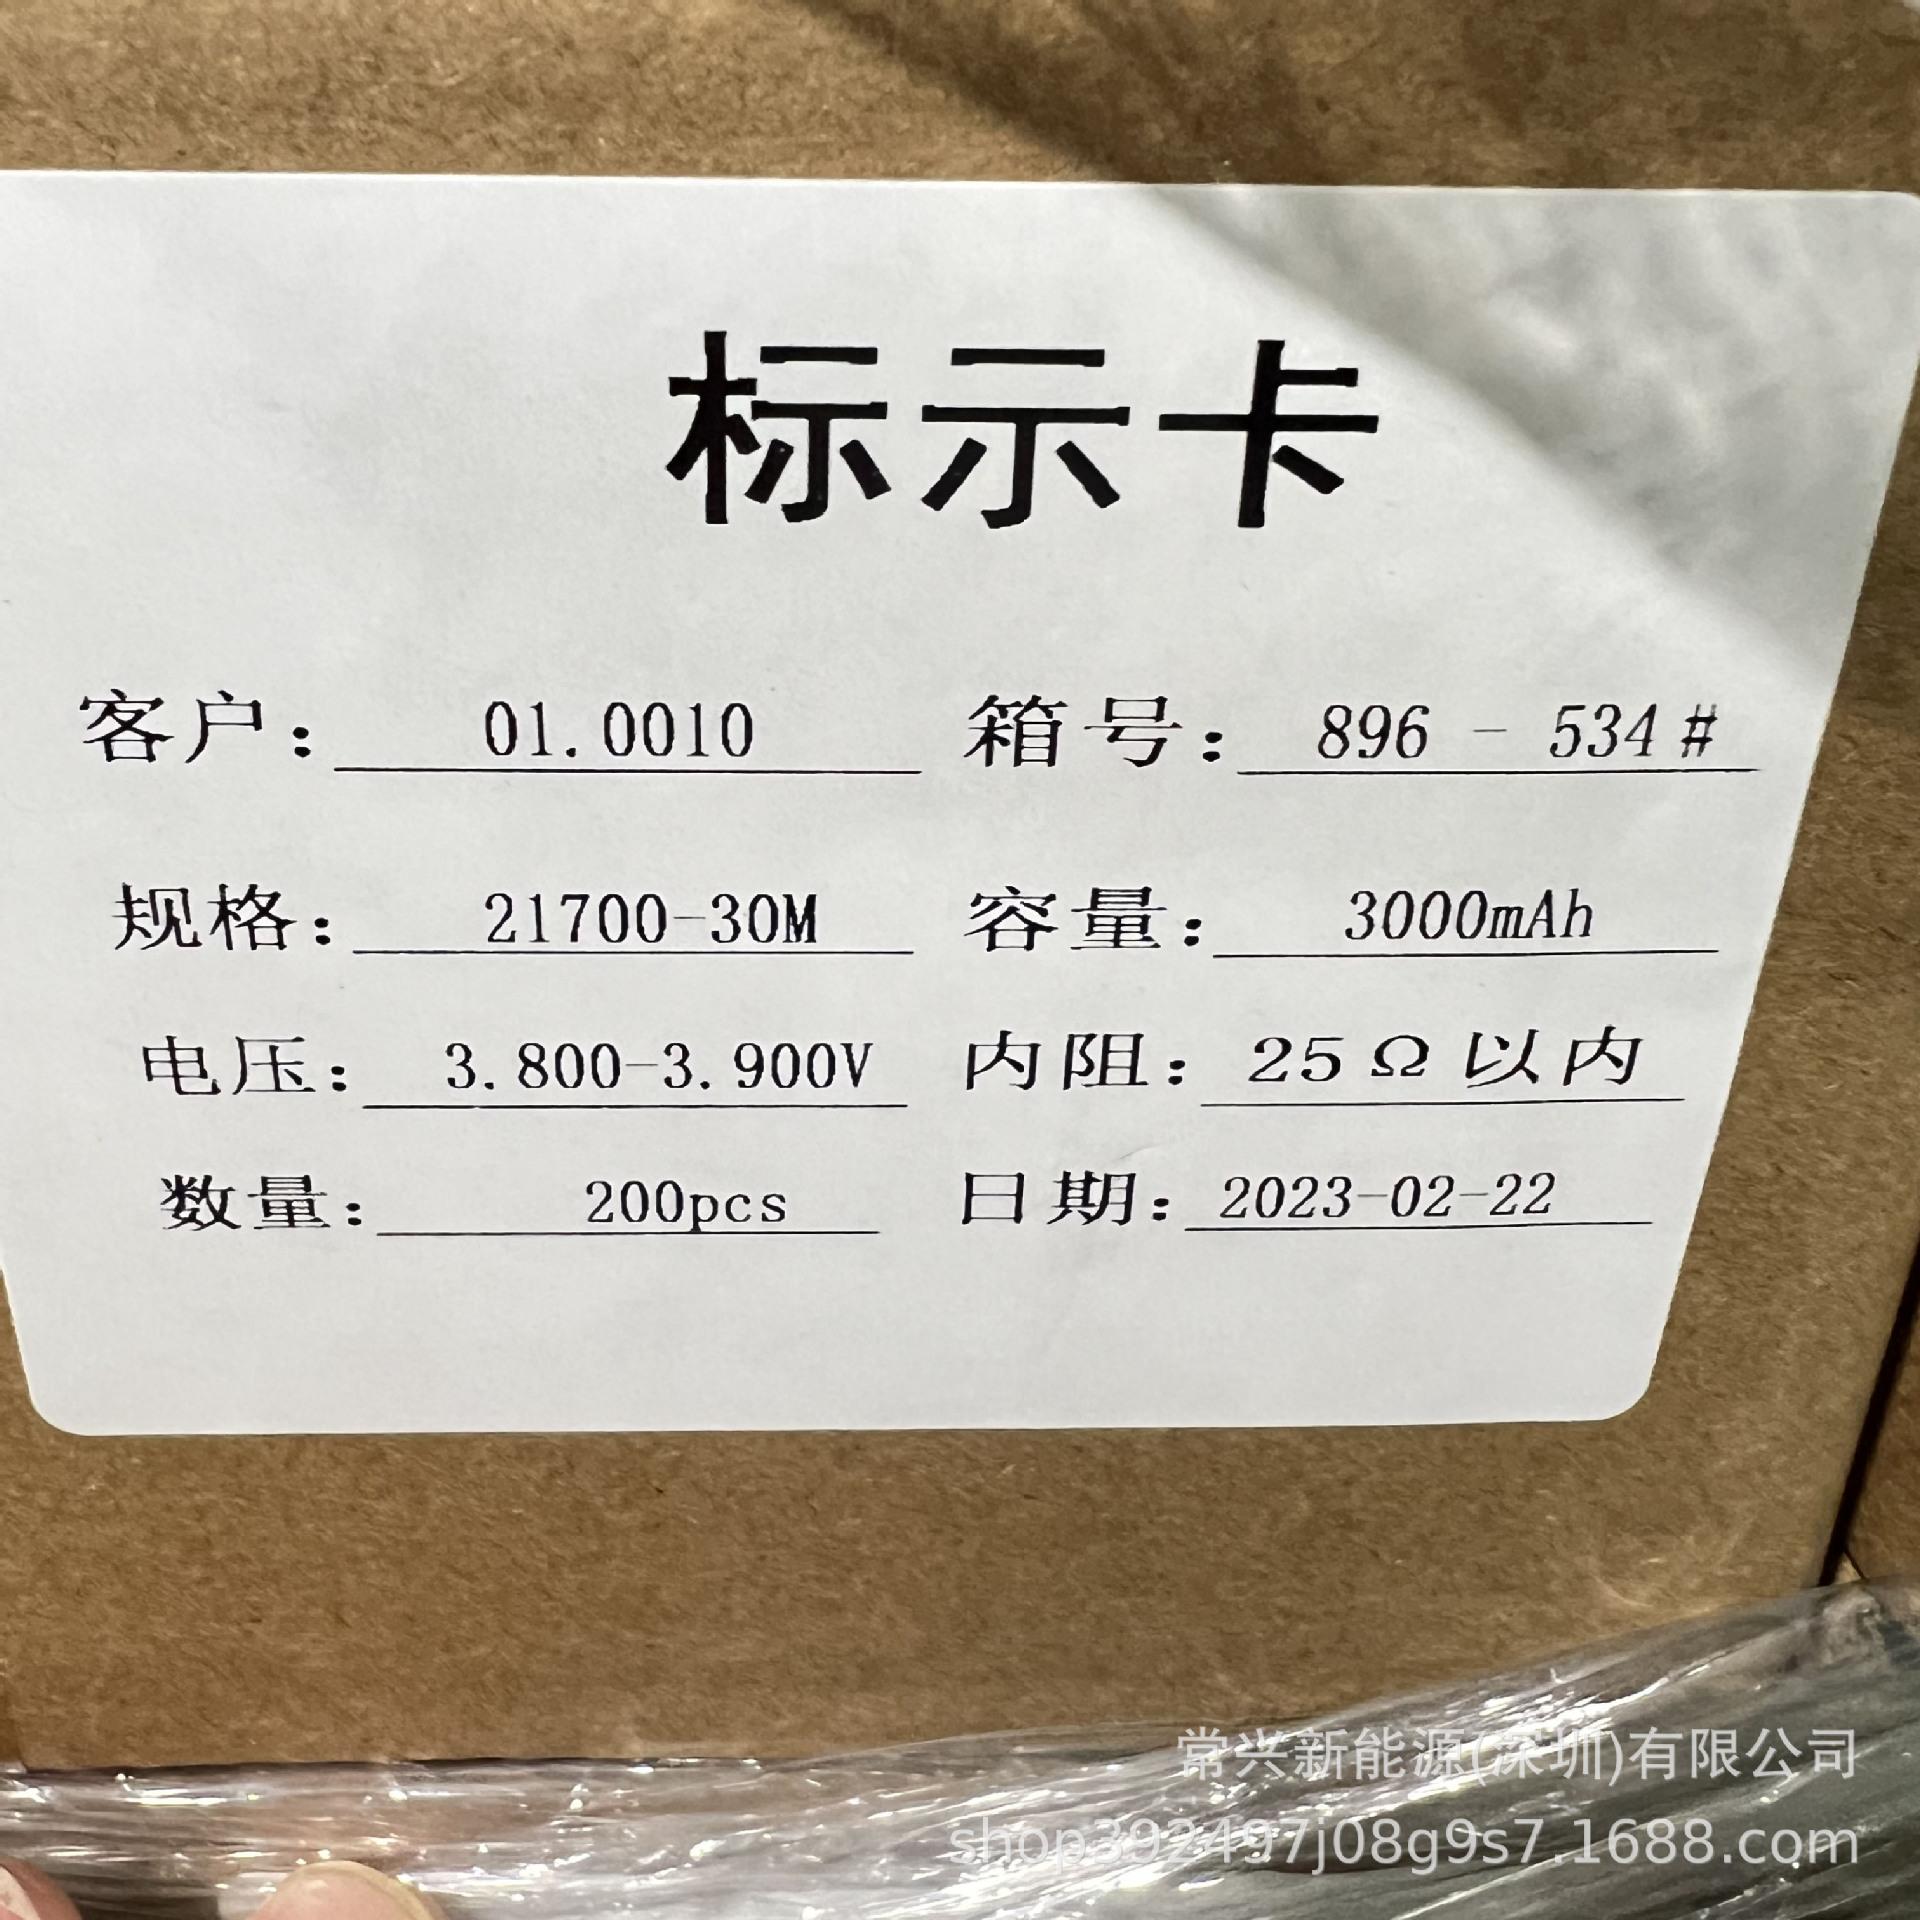 标示卡
客户： 01.0010 箱号： 896 - 534#
规格： 21700-30M 容量： 3000mAh
电压： 3.800-3.900V 内阻： 25Ω以内
数量： 200pcs 日期： 2023-02-22
常兴新能源(深圳)有限公司
shop392497j08g9s7.1688.com